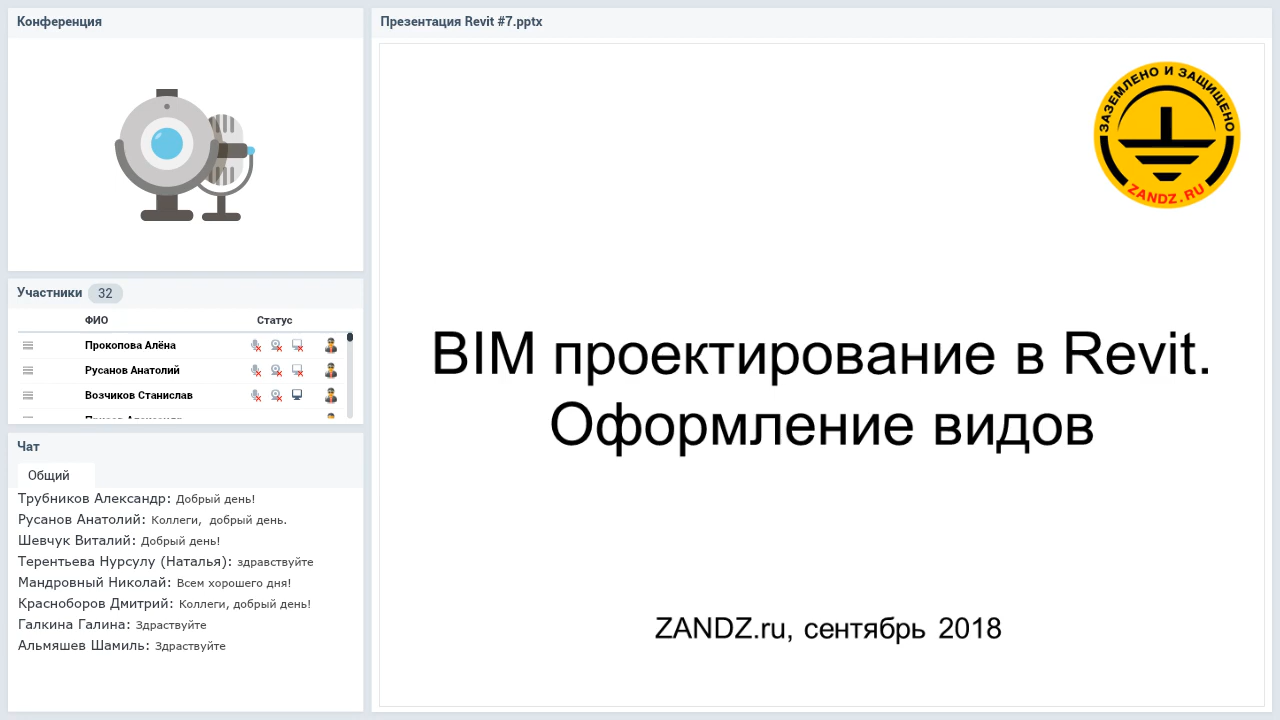 Конференция
Участники 32
ФИО Статус
Прокопова Алёна
Русанов Анатолий
Возчиков Станислав
Чат
Общий
Трубников Александр: Добрый день!
Русанов Анатолий: Коллеги, добрый день.
Шевчук Виталий: Добрый день!
Терентьева Нурсулу (Наталья): здравствуйте
Мандровный Николай: Всем хорошего дня!
Красноборов Дмитрий: Коллеги, добрый день!
Галкина Галина: Здраствуйте
Альмяшев Шамиль: Здраствуйте
Презентация Revit #7.pptx
ЗАЗЕМЛЕНО И ЗАЩИЩЕНО
ZANDZ.RU
BIM проектирование в Revit.
Оформление видов
ZANDZ.ru, сентябрь 2018